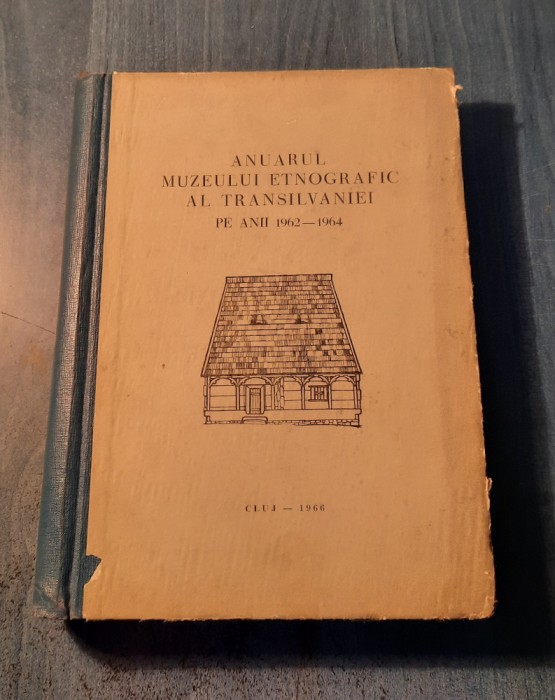 ANUARUL
MUZEULUI ETNOGRAFIC
AL TRANSILVANIEI
PE ANII 1962—1964
CLUJ — 1966